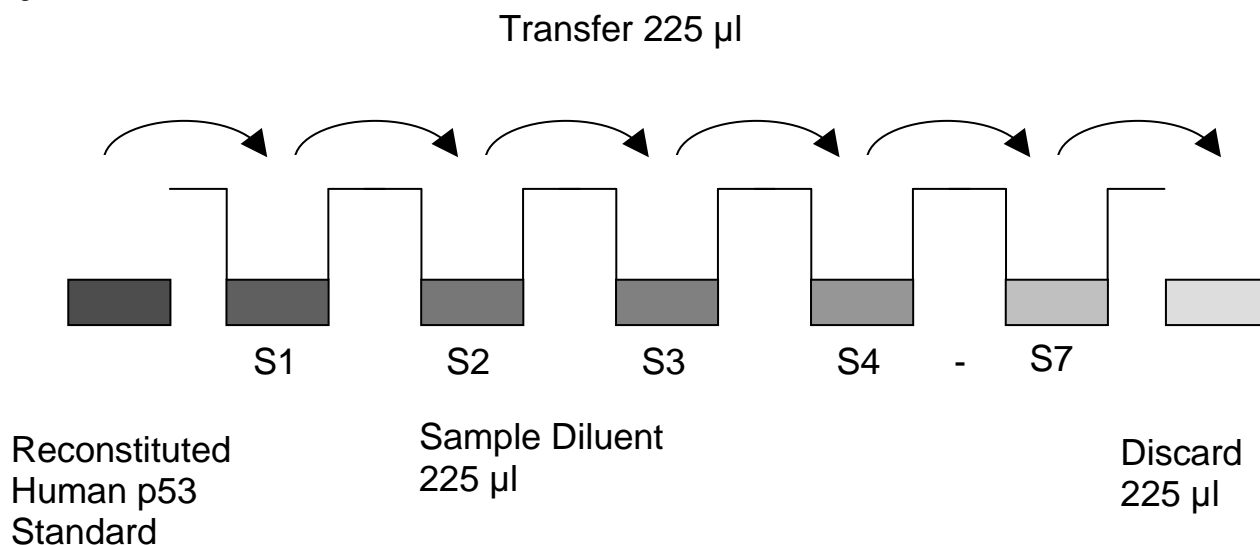 Transfer 225 µl
S1 S2 S3 S4 - S7
Reconstituted
Human p53
Standard
Sample Diluent
225 µl
Discard
225 µl